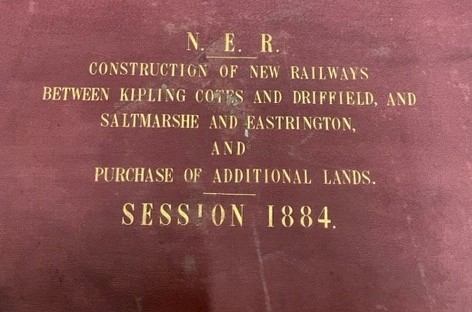 N. E. R.
CONSTRUCTION OF NEW RAILWAYS
BETWEEN KIPLING COTES AND DRIFFIELD, AND
SALTMARSHE AND EASTRINGTON,
AND
PURCHASE OF ADDITIONAL LANDS.
SESSION 1884.